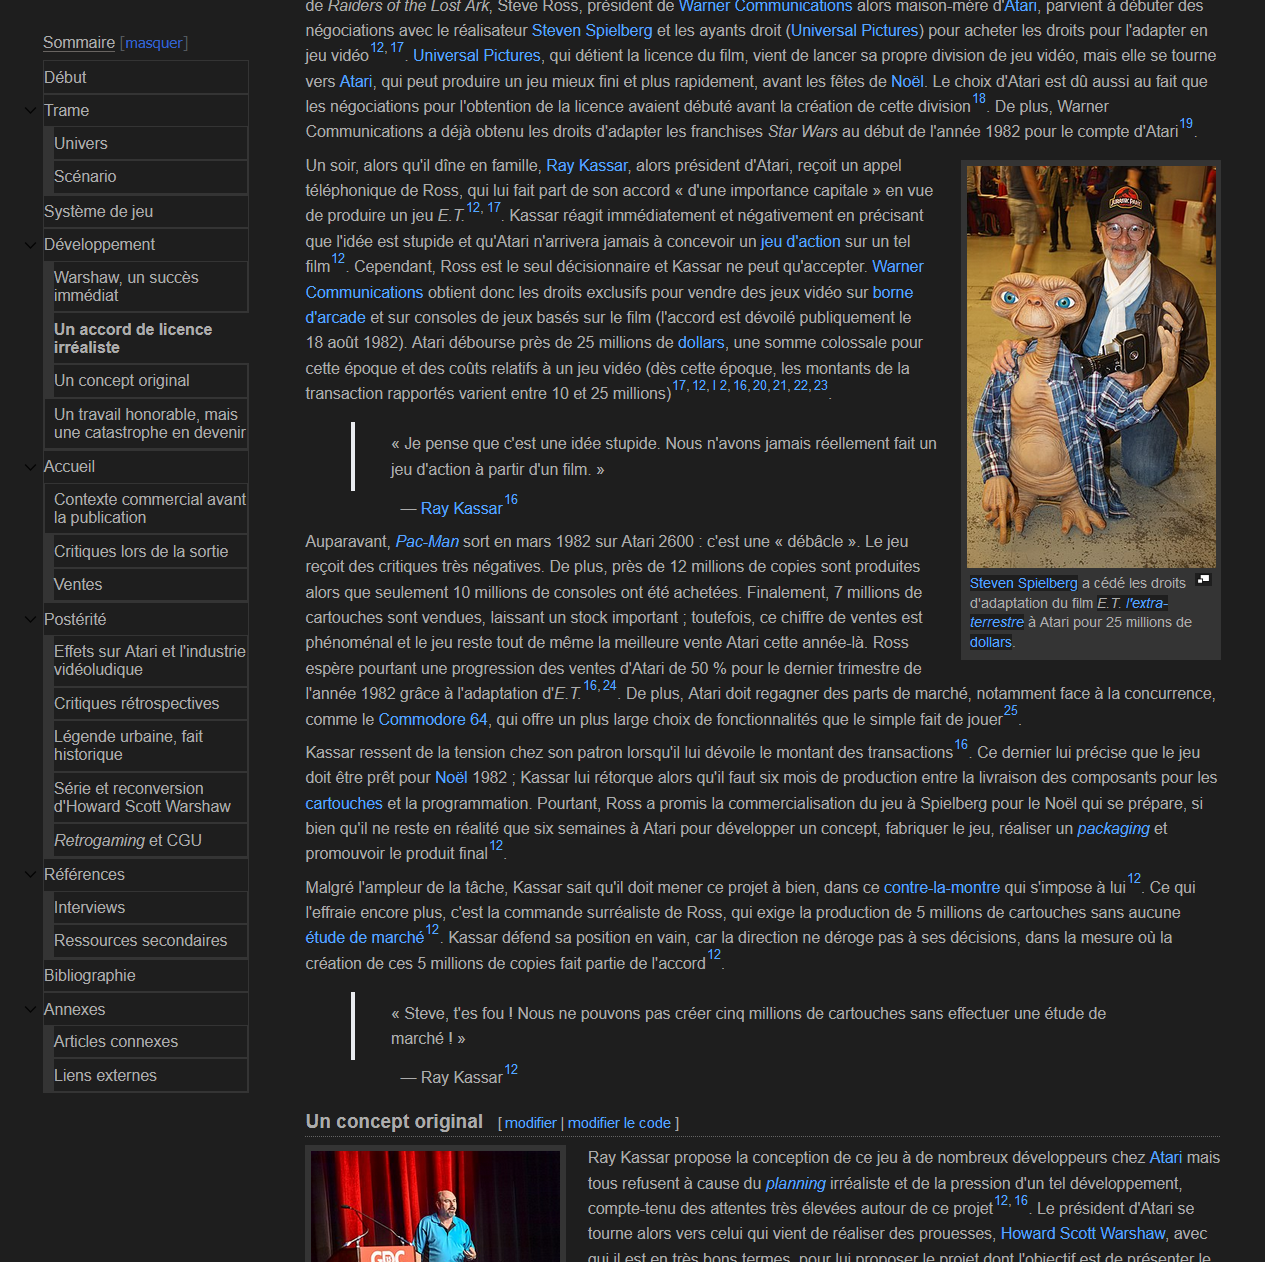 Sommaire [masquer]
Début
Trame
Univers
Scénario
Système de jeu
Développement
Warshaw, un succès
immédiat
Un accord de licence
irréaliste
Un concept original
Un travail honorable, mais
une catastrophe en devenir
Accueil
Contexte commercial avant
la publication
Critiques lors de la sortie
Ventes
Postérité
Effets sur Atari et l'industrie
vidéoludique
Critiques rétrospectives
Légende urbaine, fait
historique
Série et reconversion
d'Howard Scott Warshaw
Retrogaming et CGU
Références
Interviews
Ressources secondaires
Bibliographie
Annexes
Articles connexes
Liens externes
de Raiders of the Lost Ark, Steve Ross, président de Warner Communications alors maison-mère d'Atari, parvient à débuter des
négociations avec le réalisateur Steven Spielberg et les ayants droit (Universal Pictures) pour acheter les droits pour l'adapter en
jeu vidéo12, 17. Universal Pictures, qui détient la licence du film, vient de lancer sa propre division de jeu vidéo, mais elle se tourne
vers Atari, qui peut produire un jeu mieux fini et plus rapidement, avant les fêtes de Noël. Le choix d'Atari est dû aussi au fait que
les négociations pour l'obtention de la licence avaient débuté avant la création de cette division18. De plus, Warner
Communications a déjà obtenu les droits d'adapter les franchises Star Wars au début de l'année 1982 pour le compte d'Atari19.
Un soir, alors qu'il dîne en famille, Ray Kassar, alors président d'Atari, reçoit un appel
téléphonique de Ross, qui lui fait part de son accord « d'une importance capitale » en vue
de produire un jeu E.T.12, 17. Kassar réagit immédiatement et négativement en précisant
que l'idée est stupide et qu'Atari n'arrivera jamais à concevoir un jeu d'action sur un tel
film12. Cependant, Ross est le seul décisionnaire et Kassar ne peut qu'accepter. Warner
Communications obtient donc les droits exclusifs pour vendre des jeux vidéo sur borne
d'arcade et sur consoles de jeux basés sur le film (l'accord est dévoilé publiquement le
18 août 1982). Atari débourse près de 25 millions de dollars, une somme colossale pour
cette époque et des coûts relatifs à un jeu vidéo (dès cette époque, les montants de la
transaction rapportés varient entre 10 et 25 millions)17, 12, I 2, 16, 20, 21, 22, 23.
« Je pense que c'est une idée stupide. Nous n'avons jamais réellement fait un
jeu d'action à partir d'un film. »
— Ray Kassar16
JURASSIC PARK
Steven Spielberg a cédé les droits
d'adaptation du film E.T. l'extra-
terrestre à Atari pour 25 millions de
dollars.
Auparavant, Pac-Man sort en mars 1982 sur Atari 2600 : c'est une « débâcle ». Le jeu
reçoit des critiques très négatives. De plus, près de 12 millions de copies sont produites
alors que seulement 10 millions de consoles ont été achetées. Finalement, 7 millions de
cartouches sont vendues, laissant un stock important ; toutefois, ce chiffre de ventes est
phénoménal et le jeu reste tout de même la meilleure vente Atari cette année-là. Ross
espère pourtant une progression des ventes d'Atari de 50 % pour le dernier trimestre de
l'année 1982 grâce à l'adaptation d'E.T.16, 24. De plus, Atari doit regagner des parts de marché, notamment face à la concurrence,
comme le Commodore 64, qui offre un plus large choix de fonctionnalités que le simple fait de jouer25.
Kassar ressent de la tension chez son patron lorsqu'il lui dévoile le montant des transactions16. Ce dernier lui précise que le jeu
doit être prêt pour Noël 1982 ; Kassar lui rétorque alors qu'il faut six mois de production entre la livraison des composants pour les
cartouches et la programmation. Pourtant, Ross a promis la commercialisation du jeu à Spielberg pour le Noël qui se prépare, si
bien qu'il ne reste en réalité que six semaines à Atari pour développer un concept, fabriquer le jeu, réaliser un packaging et
promouvoir le produit final12.
Malgré l'ampleur de la tâche, Kassar sait qu'il doit mener ce projet à bien, dans ce contre-la-montre qui s'impose à lui12. Ce qui
l'effraie encore plus, c'est la commande surréaliste de Ross, qui exige la production de 5 millions de cartouches sans aucune
étude de marché12. Kassar défend sa position en vain, car la direction ne déroge pas à ses décisions, dans la mesure où la
création de ces 5 millions de copies fait partie de l'accord12.
« Steve, t'es fou ! Nous ne pouvons pas créer cinq millions de cartouches sans effectuer une étude de
marché ! »
— Ray Kassar12
Un concept original [ modifier | modifier le code ]
GDC
Ray Kassar propose la conception de ce jeu à de nombreux développeurs chez Atari mais
tous refusent à cause du planning irréaliste et de la pression d'un tel développement,
compte-tenu des attentes très élevées autour de ce projet12, 16. Le président d'Atari se
tourne alors vers celui qui vient de réaliser des prouesses, Howard Scott Warshaw, avec
qui il est en très bons termes, pour lui proposer le projet dont l'objectif est de présenter le